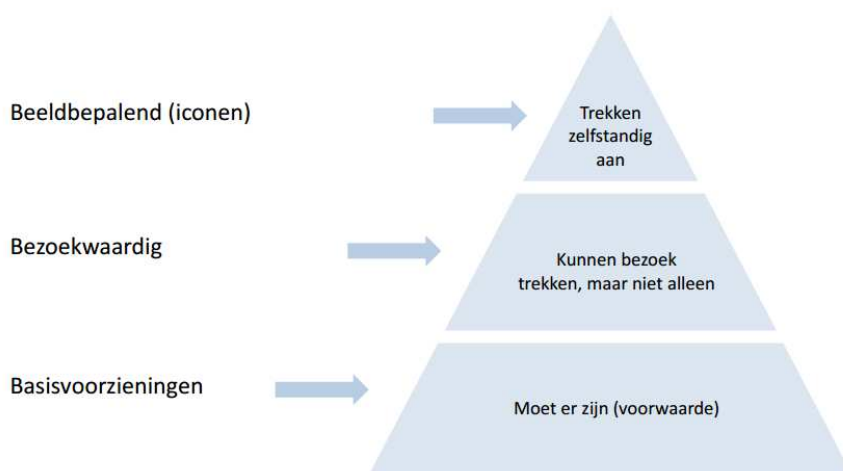 Beeldbepalend (iconen)
Trekken
zelfstandig
aan
Bezoekwaardig
Kunnen bezoek
trekken, maar niet alleen
Basisvoorzieningen
Moet er zijn (voorwaarde)